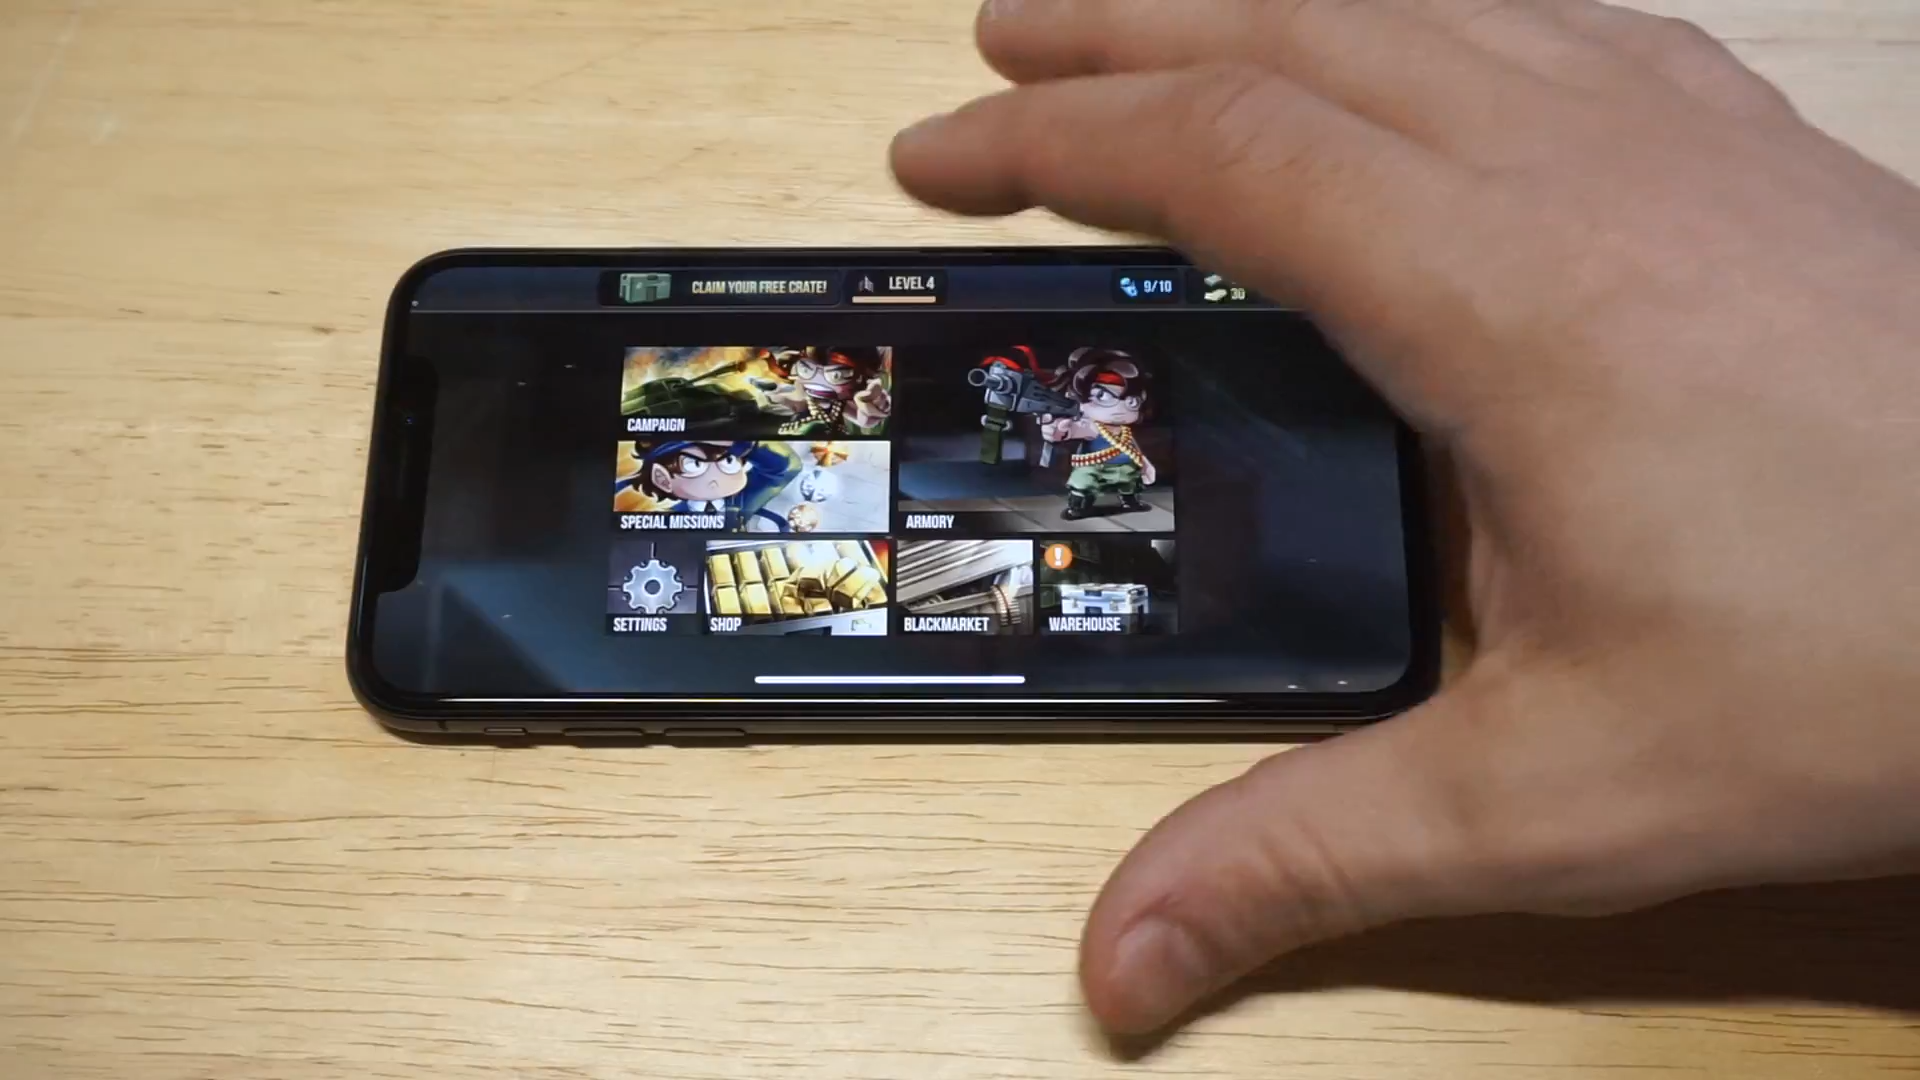 CLAIM YOUR FREE CRATE!
LEVEL 4
9/10
30
CAMPAIGN
SPECIAL MISSIONS
ARMORY
SETTINGS
SHOP
BLACKMARKET
!
WAREHOUSE